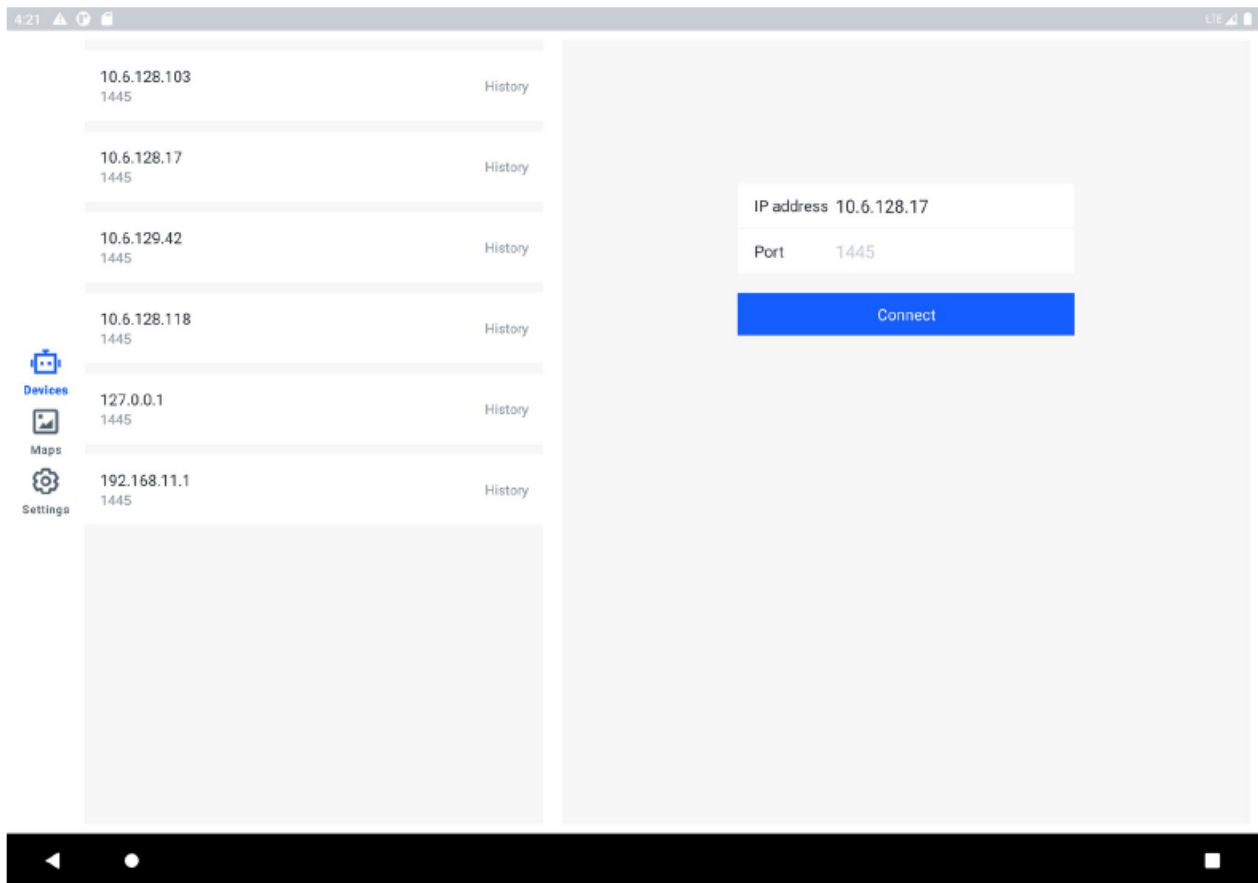 4:21
LTE
10.6.128.103
1445
History
10.6.128.17
1445
History
10.6.129.42
1445
History
10.6.128.118
1445
History
127.0.0.1
1445
History
192.168.11.1
1445
History
Devices
Maps
Settings
IP address 10.6.128.17
Port 1445
Connect